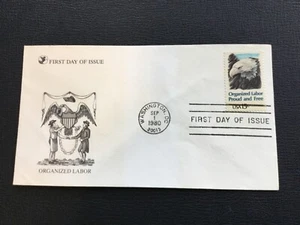 FIRST DAY OF ISSUE
ORGANIZED LABOR
WASHINGTON, DC
SEP
1
1980
20013
Organized Labor
Proud and Free
USA 15c
FIRST DAY OF ISSUE